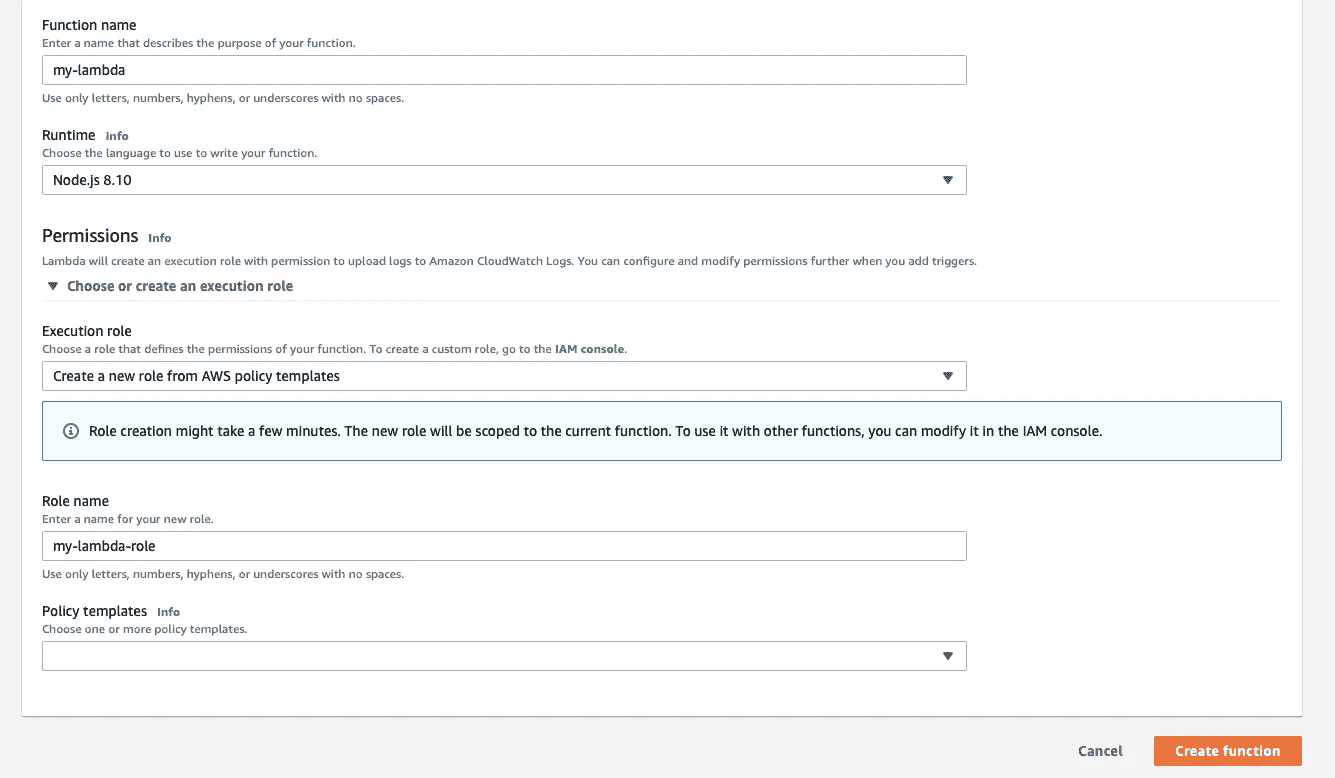 Function name
Enter a name that describes the purpose of your function.
my-lambda
Use only letters, numbers, hyphens, or underscores with no spaces.
Runtime Info
Choose the language to use to write your function.
Node.js 8.10
Permissions Info
Lambda will create an execution role with permission to upload logs to Amazon CloudWatch Logs. You can configure and modify permissions further when you add triggers.
Choose or create an execution role
Execution role
Choose a role that defines the permissions of your function. To create a custom role, go to the IAM console.
Create a new role from AWS policy templates
Role creation might take a few minutes. The new role will be scoped to the current function. To use it with other functions, you can modify it in the IAM console.
Role name
Enter a name for your new role.
my-lambda-role
Use only letters, numbers, hyphens, or underscores with no spaces.
Policy templates Info
Choose one or more policy templates.
Cancel Create function